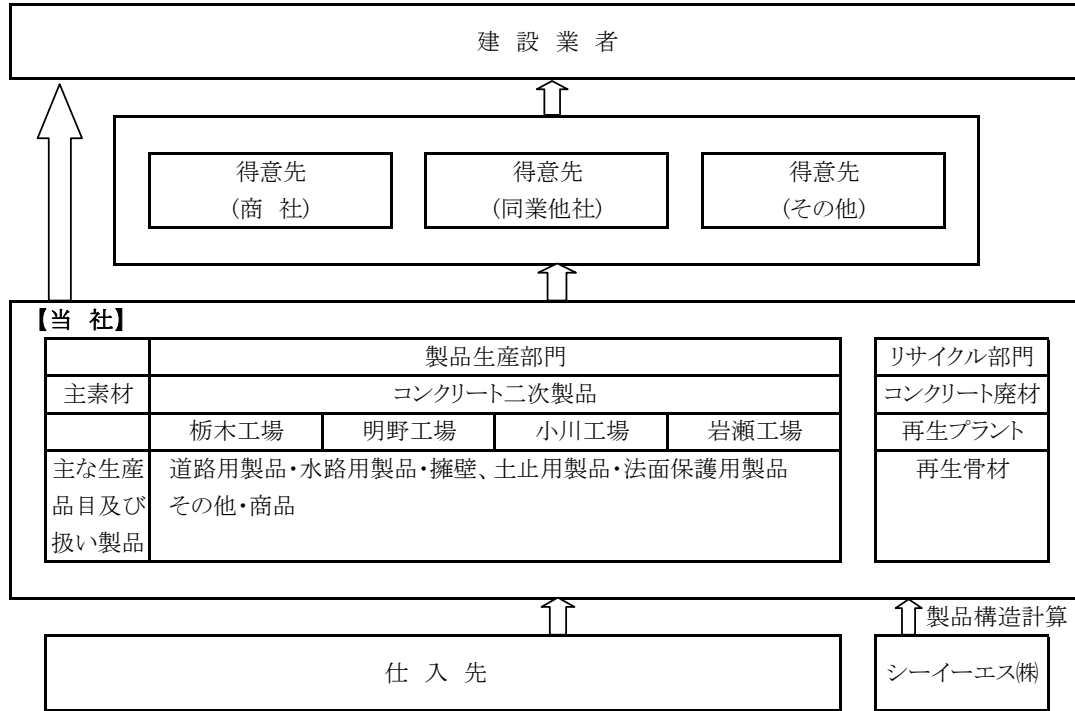 建 設 業 者
得意先 得意先 得意先
(商 社) (同業他社) (その他)
【当 社】
製品生産部門 リサイクル部門
主素材 コンクリート二次製品 コンクリート廃材
栃木工場 明野工場 小川工場 岩瀬工場 再生プラント
主な生産 道路用製品・水路用製品・擁壁、土止用製品・法面保護用製品 再生骨材
品目及び その他・商品
扱い製品
製品構造計算
仕 入 先 シーイーエス㈱